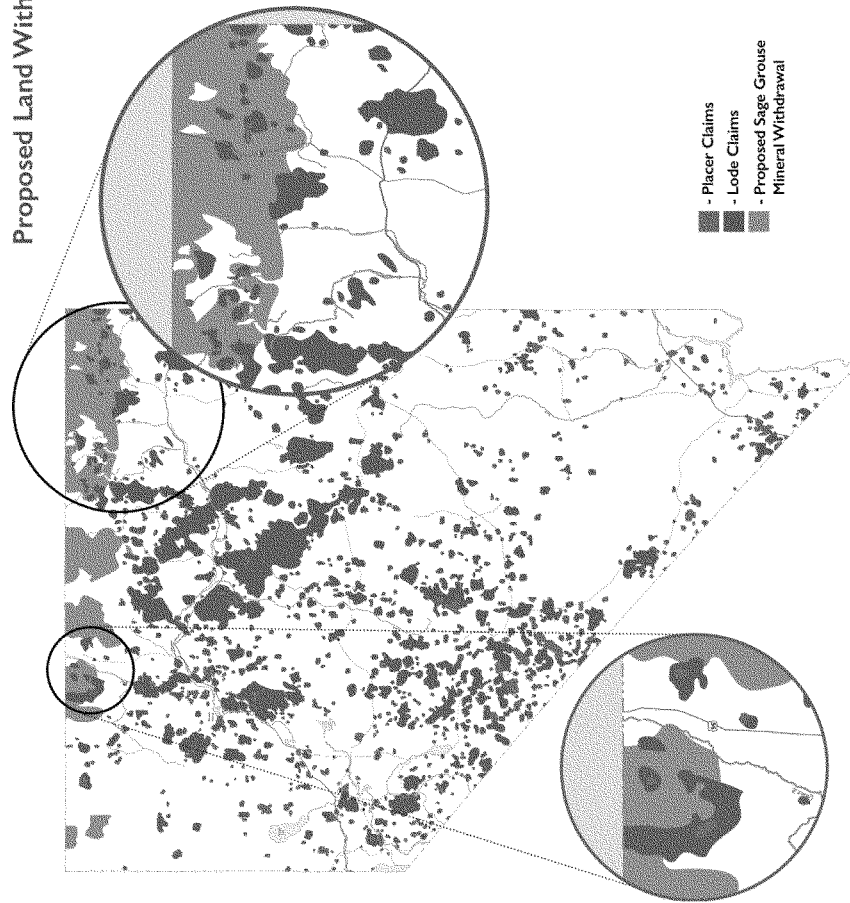 Proposed Land With
- Placer Claims
- Lode Claims
- Proposed Sage Grouse
Mineral Withdrawal